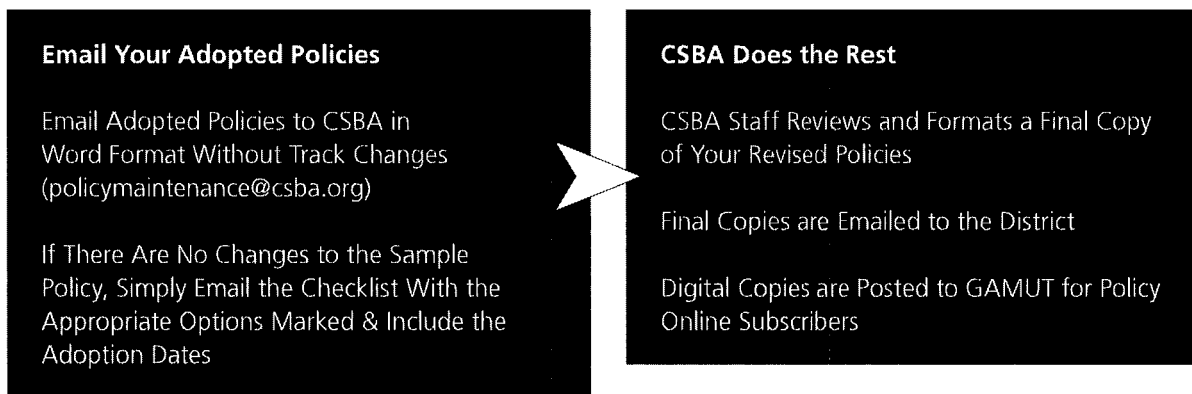 Email Your Adopted Policies
Email Adopted Policies to CSBA in
Word Format Without Track Changes
(policymaintenance@csba.org)
If There Are No Changes to the Sample
Policy, Simply Email the Checklist With the
Appropriate Options Marked & Include the
Adoption Dates
CSBA Does the Rest
CSBA Staff Reviews and Formats a Final Copy
of Your Revised Policies
Final Copies are Emailed to the District
Digital Copies are Posted to GAMUT for Policy
Online Subscribers